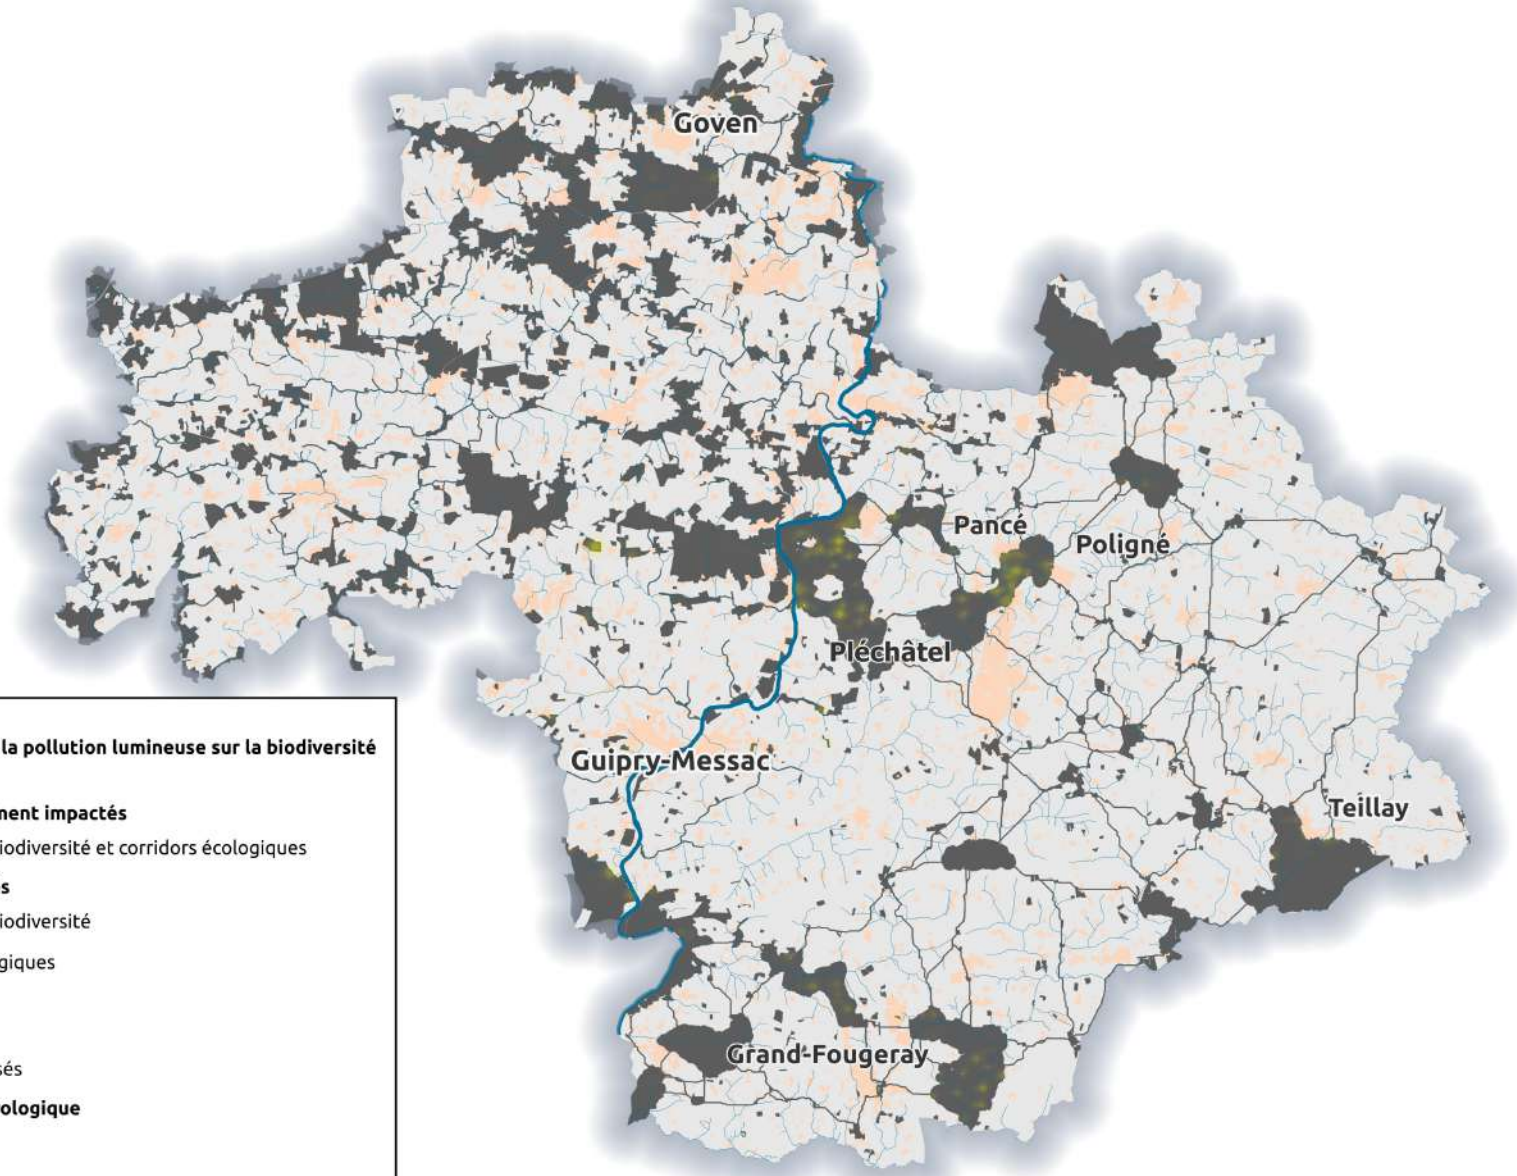 Goven
Pancé
Poligné
Pléchâtel
Guipry-Messac
Teillay
Grand-Fougeray
la pollution lumineuse sur la biodiversité
ment impactés
iodiversité et corridors écologiques
s
iodiversité
giques
sés
ologique